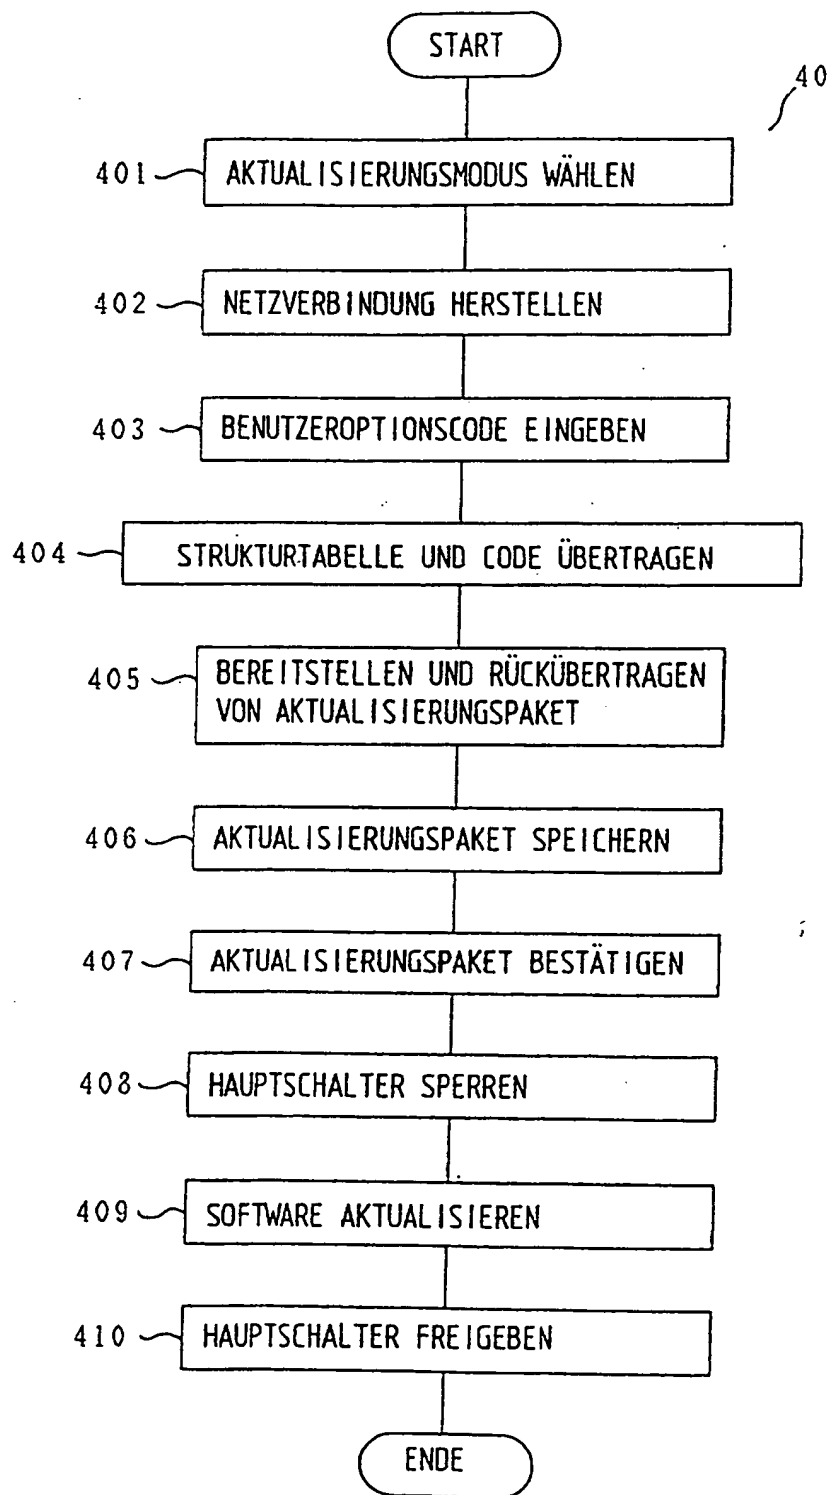 START
40
401 AKTUALISIERUNGSMODUS WÄHLEN
402 NETZVERBINDUNG HERSTELLEN
403 BENUTZEROPTIONSCODE EINGEBEN
404 STRUKTURTABELLE UND CODE ÜBERTRAGEN
405 BEREITSTELLEN UND RÜCKÜBERTRAGEN
VON AKTUALISIERUNGSPAKET
406 AKTUALISIERUNGSPAKET SPEICHERN
407 AKTUALISIERUNGSPAKET BESTÄTIGEN
408 HAUPTSCHALTER SPERREN
409 SOFTWARE AKTUALISIEREN
410 HAUPTSCHALTER FREIGEBEN
ENDE